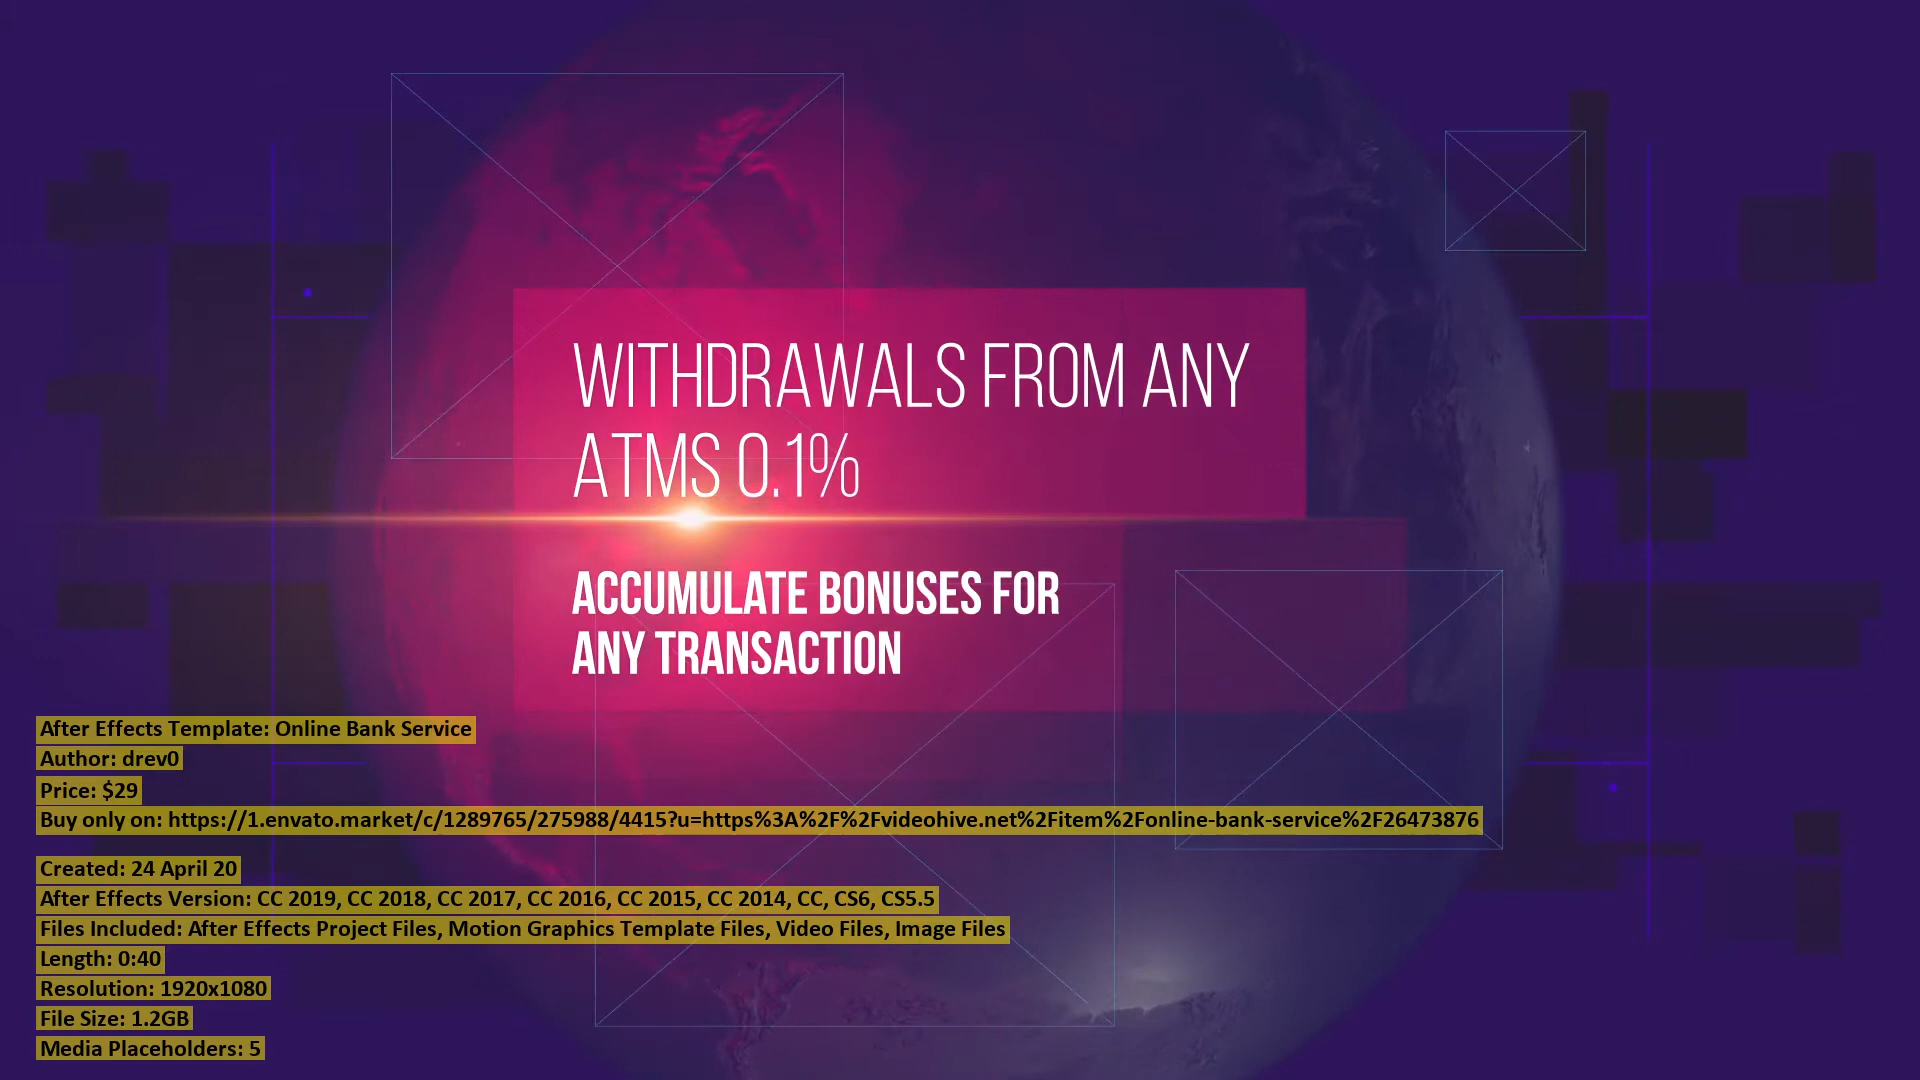 WITHDRAWALS FROM ANY
ATMS 0.1%
ACCUMULATE BONUSES FOR
ANY TRANSACTION
After Effects Template: Online Bank Service
Author: drev0
Price: $29
Buy only on: https://1.envato.market/c/1289765/275988/4415?u=https%3A%2F%2Fvideohive.net%2Fitem%2Fonline-bank-service%2F26473876
Created: 24 April 20
After Effects Version: CC 2019, CC 2018, CC 2017, CC 2016, CC 2015, CC 2014, CC, CS6, CS5.5
Files Included: After Effects Project Files, Motion Graphics Template Files, Video Files, Image Files
Length: 0:40
Resolution: 1920x1080
File Size: 1.2GB
Media Placeholders: 5